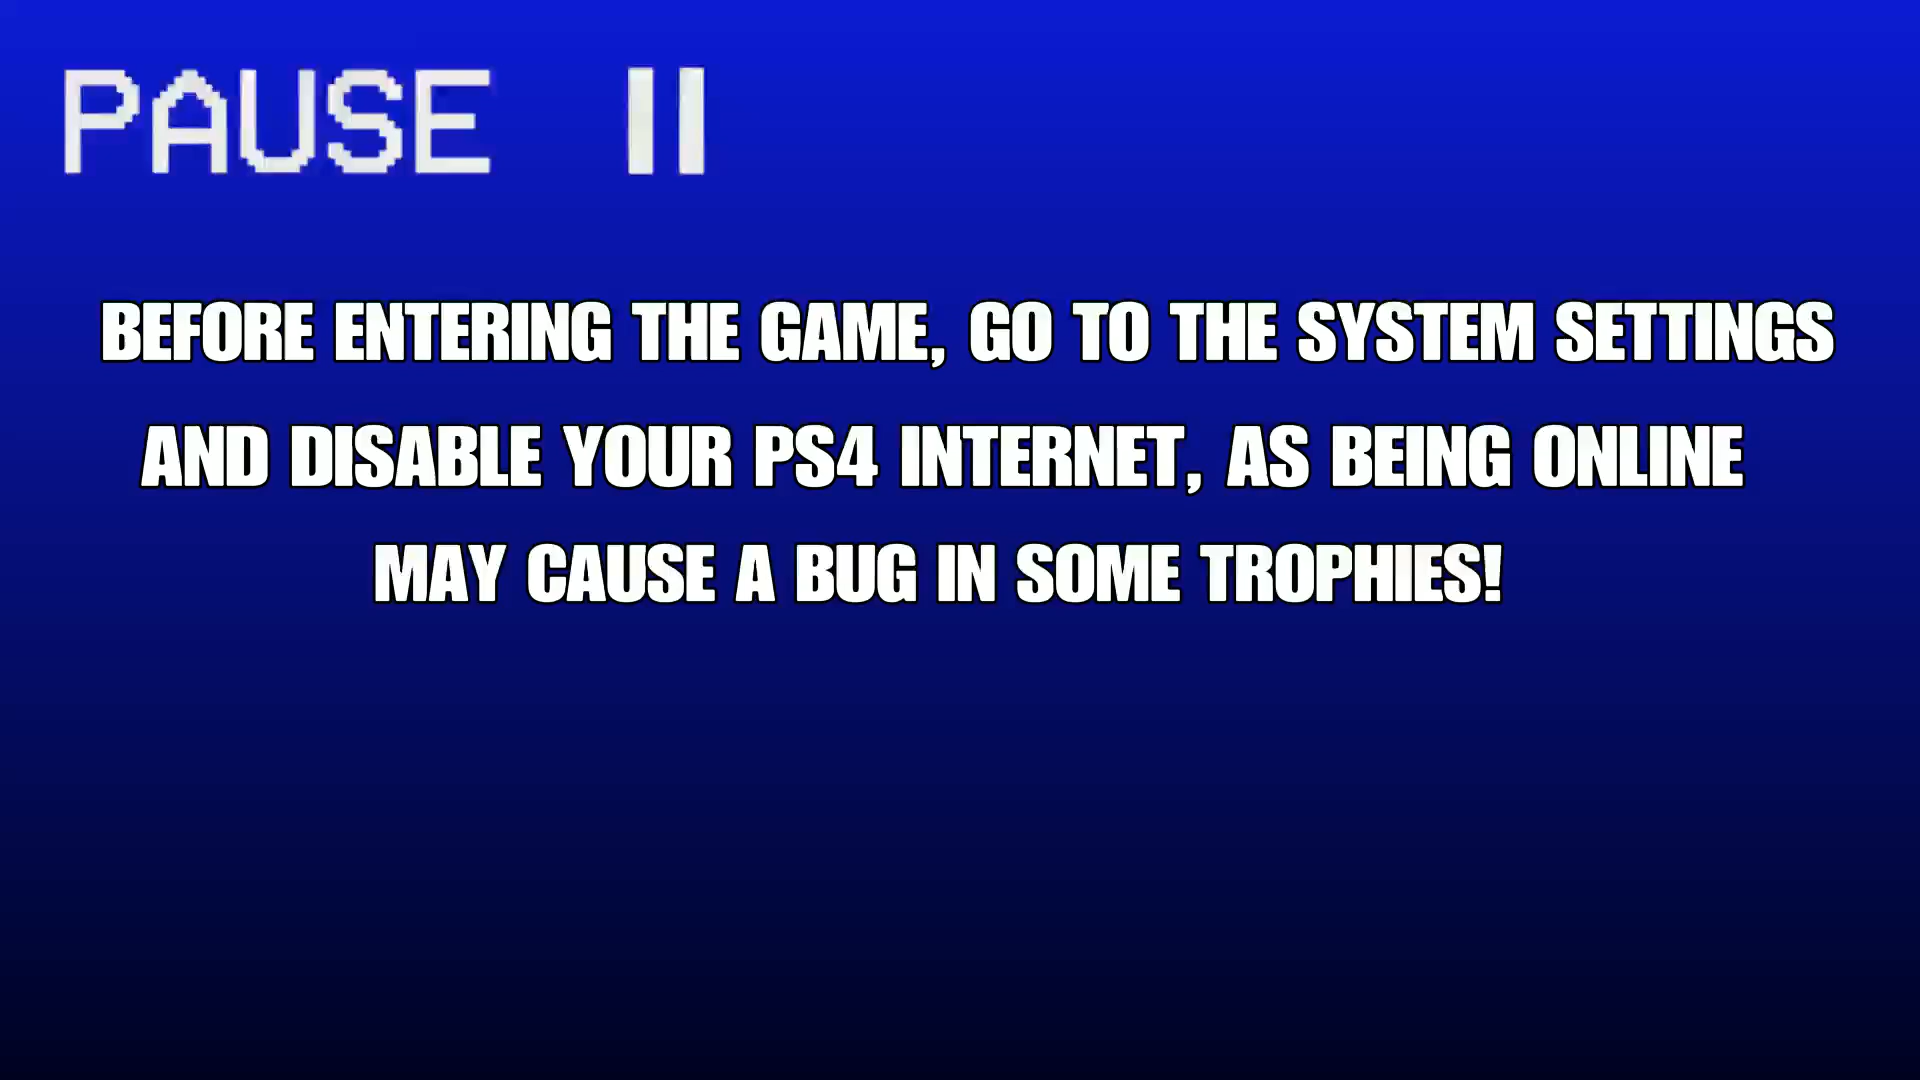 PAUSE
BEFORE ENTERING THE GAME, GO TO THE SYSTEM SETTINGS
AND DISABLE YOUR PS4 INTERNET, AS BEING ONLINE
MAY CAUSE A BUG IN SOME TROPHIES!